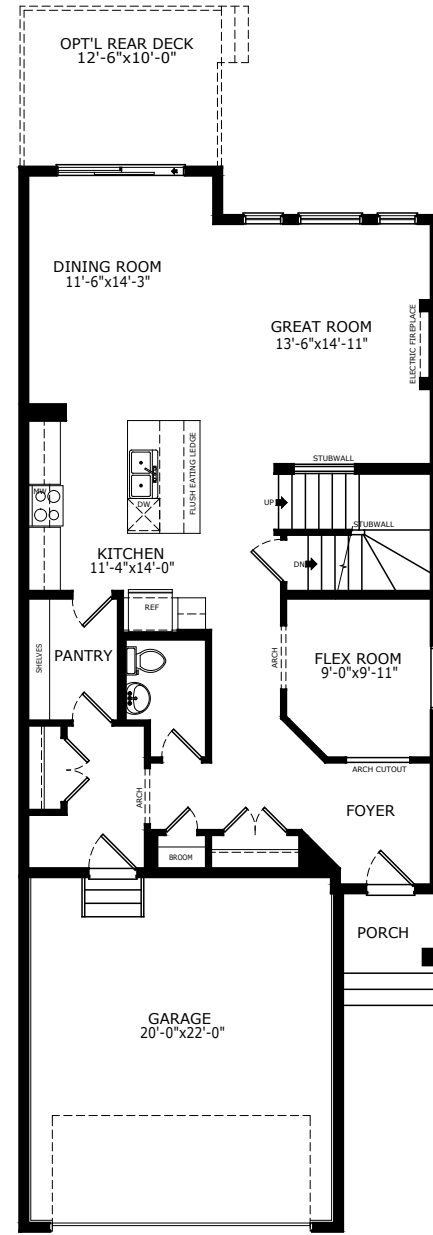 OPT'L REAR DECK
12'-6"x10'-0"
DINING ROOM
11'-6"x14'-3"
GREAT ROOM
13'-6"x14'-11"
ELECTRIC FIREPLACE
FLUSH EATING LEDGE
STUBWALL
MW
DW
UP
STUBWALL
KITCHEN
11'-4"x14'-0"
DN
REF
SHELVES
PANTRY
ARCH
FLEX ROOM
9'-0"x9'-11"
ARCH CUTOUT
ARCH
FOYER
BROOM
PORCH
GARAGE
20'-0"x22'-0"